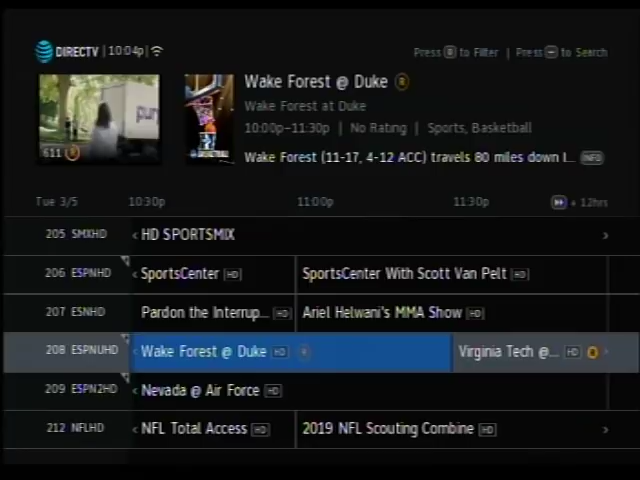 DIRECTV | 10:04p
Press R to Filter | Press – to Search
Wake Forest @ Duke R
Wake Forest at Duke
10:00p–11:30p | No Rating | Sports, Basketball
Wake Forest (11-17, 4-12 ACC) travels 80 miles down I... INFO
611 R
Tue 3/5 10:30p 11:00p 11:30p + 12hrs
205 SMXHD ‹ HD SPORTSMIX ›
206 ESPNHD ‹ SportsCenter HD SportsCenter With Scott Van Pelt HD
207 ESNHD Pardon the Interrup... HD Ariel Helwani's MMA Show HD
208 ESPNUHD ‹ Wake Forest @ Duke HD R Virginia Tech @... HD R ›
209 ESPN2HD ‹ Nevada @ Air Force HD
212 NFLHD ‹ NFL Total Access HD 2019 NFL Scouting Combine HD ›